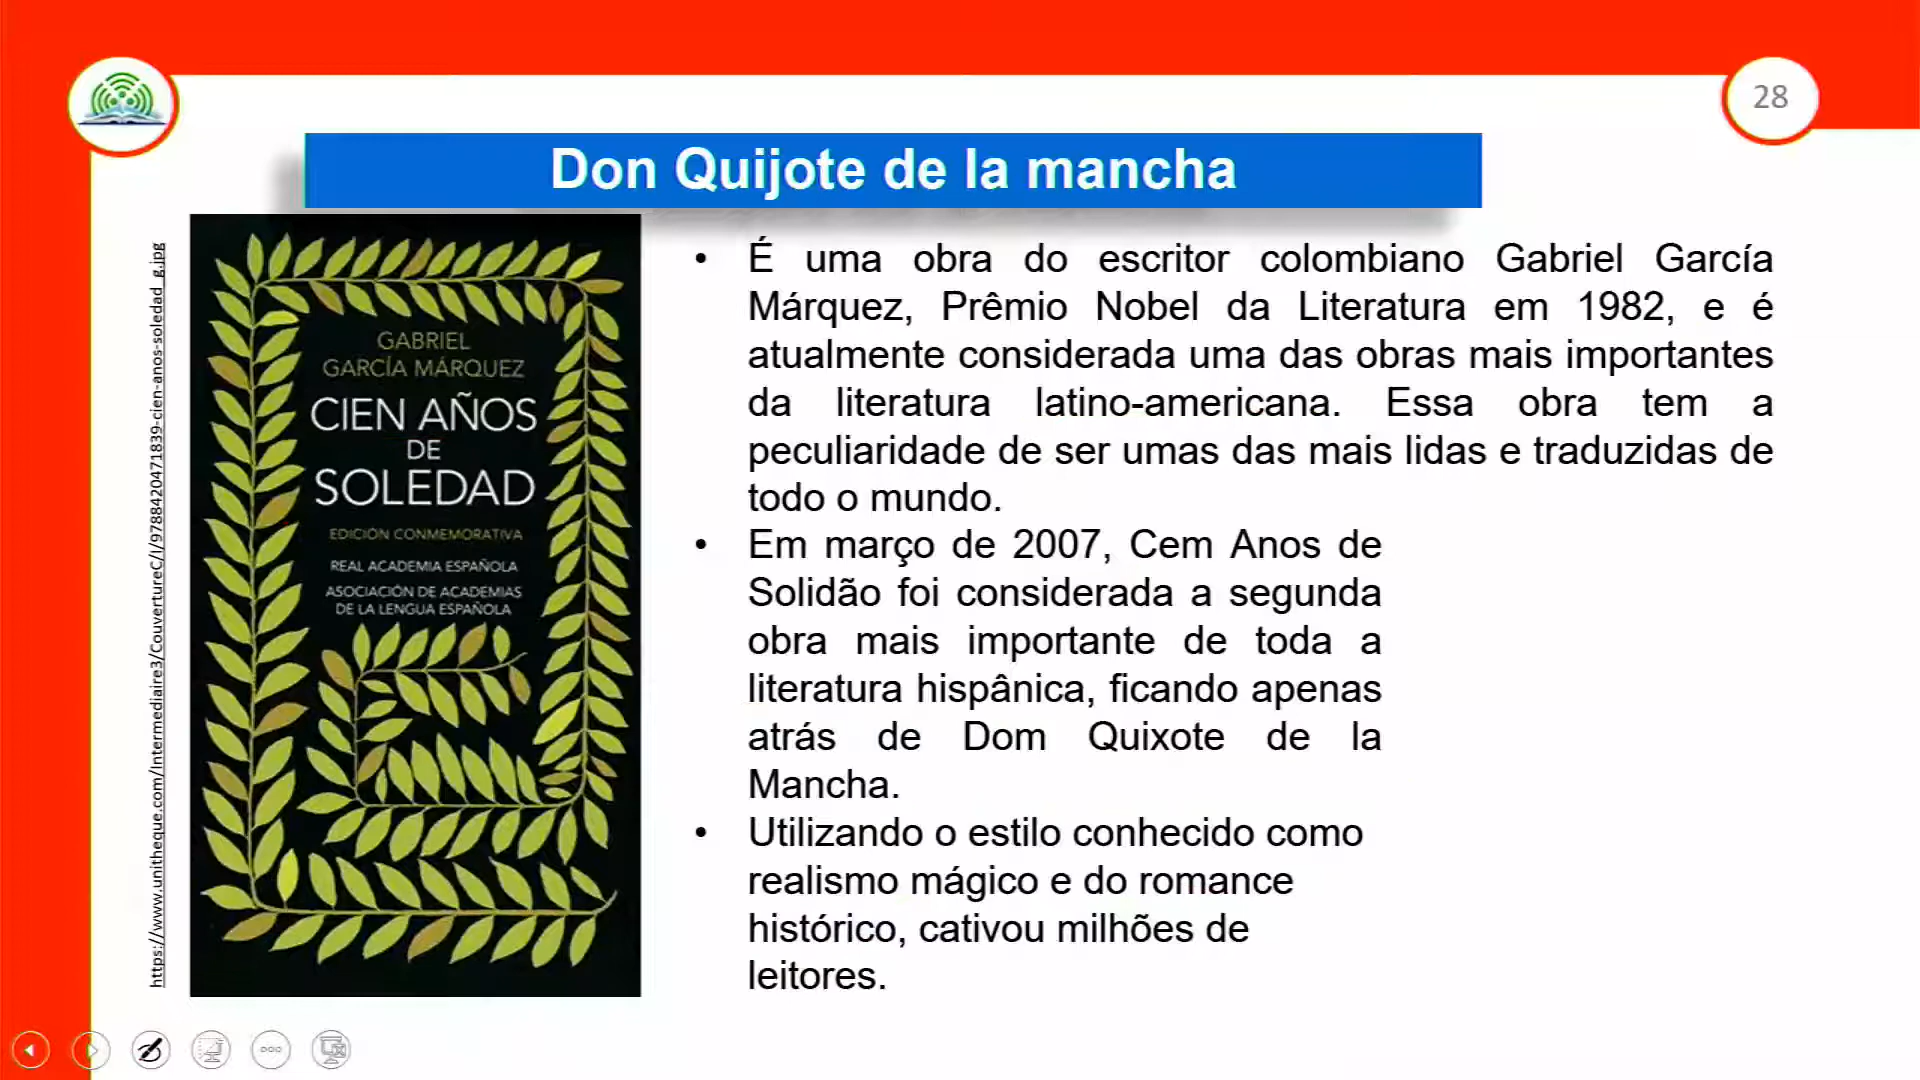 28
Don Quijote de la mancha
https://www.unitheque.com/Intermediaire3/CouvertureC/I/9788420471839-cien-anos-soledad_g.jpg
GABRIEL
GARCÍA MÁRQUEZ
CIEN AÑOS
DE
SOLEDAD
EDICIÓN CONMEMORATIVA
REAL ACADEMIA ESPAÑOLA
ASOCIACIÓN DE ACADEMIAS
DE LA LENGUA ESPAÑOLA
• É uma obra do escritor colombiano Gabriel García
Márquez, Prêmio Nobel da Literatura em 1982, e é
atualmente considerada uma das obras mais importantes
da literatura latino-americana. Essa obra tem a
peculiaridade de ser umas das mais lidas e traduzidas de
todo o mundo.
• Em março de 2007, Cem Anos de
Solidão foi considerada a segunda
obra mais importante de toda a
literatura hispânica, ficando apenas
atrás de Dom Quixote de la
Mancha.
• Utilizando o estilo conhecido como
realismo mágico e do romance
histórico, cativou milhões de
leitores.